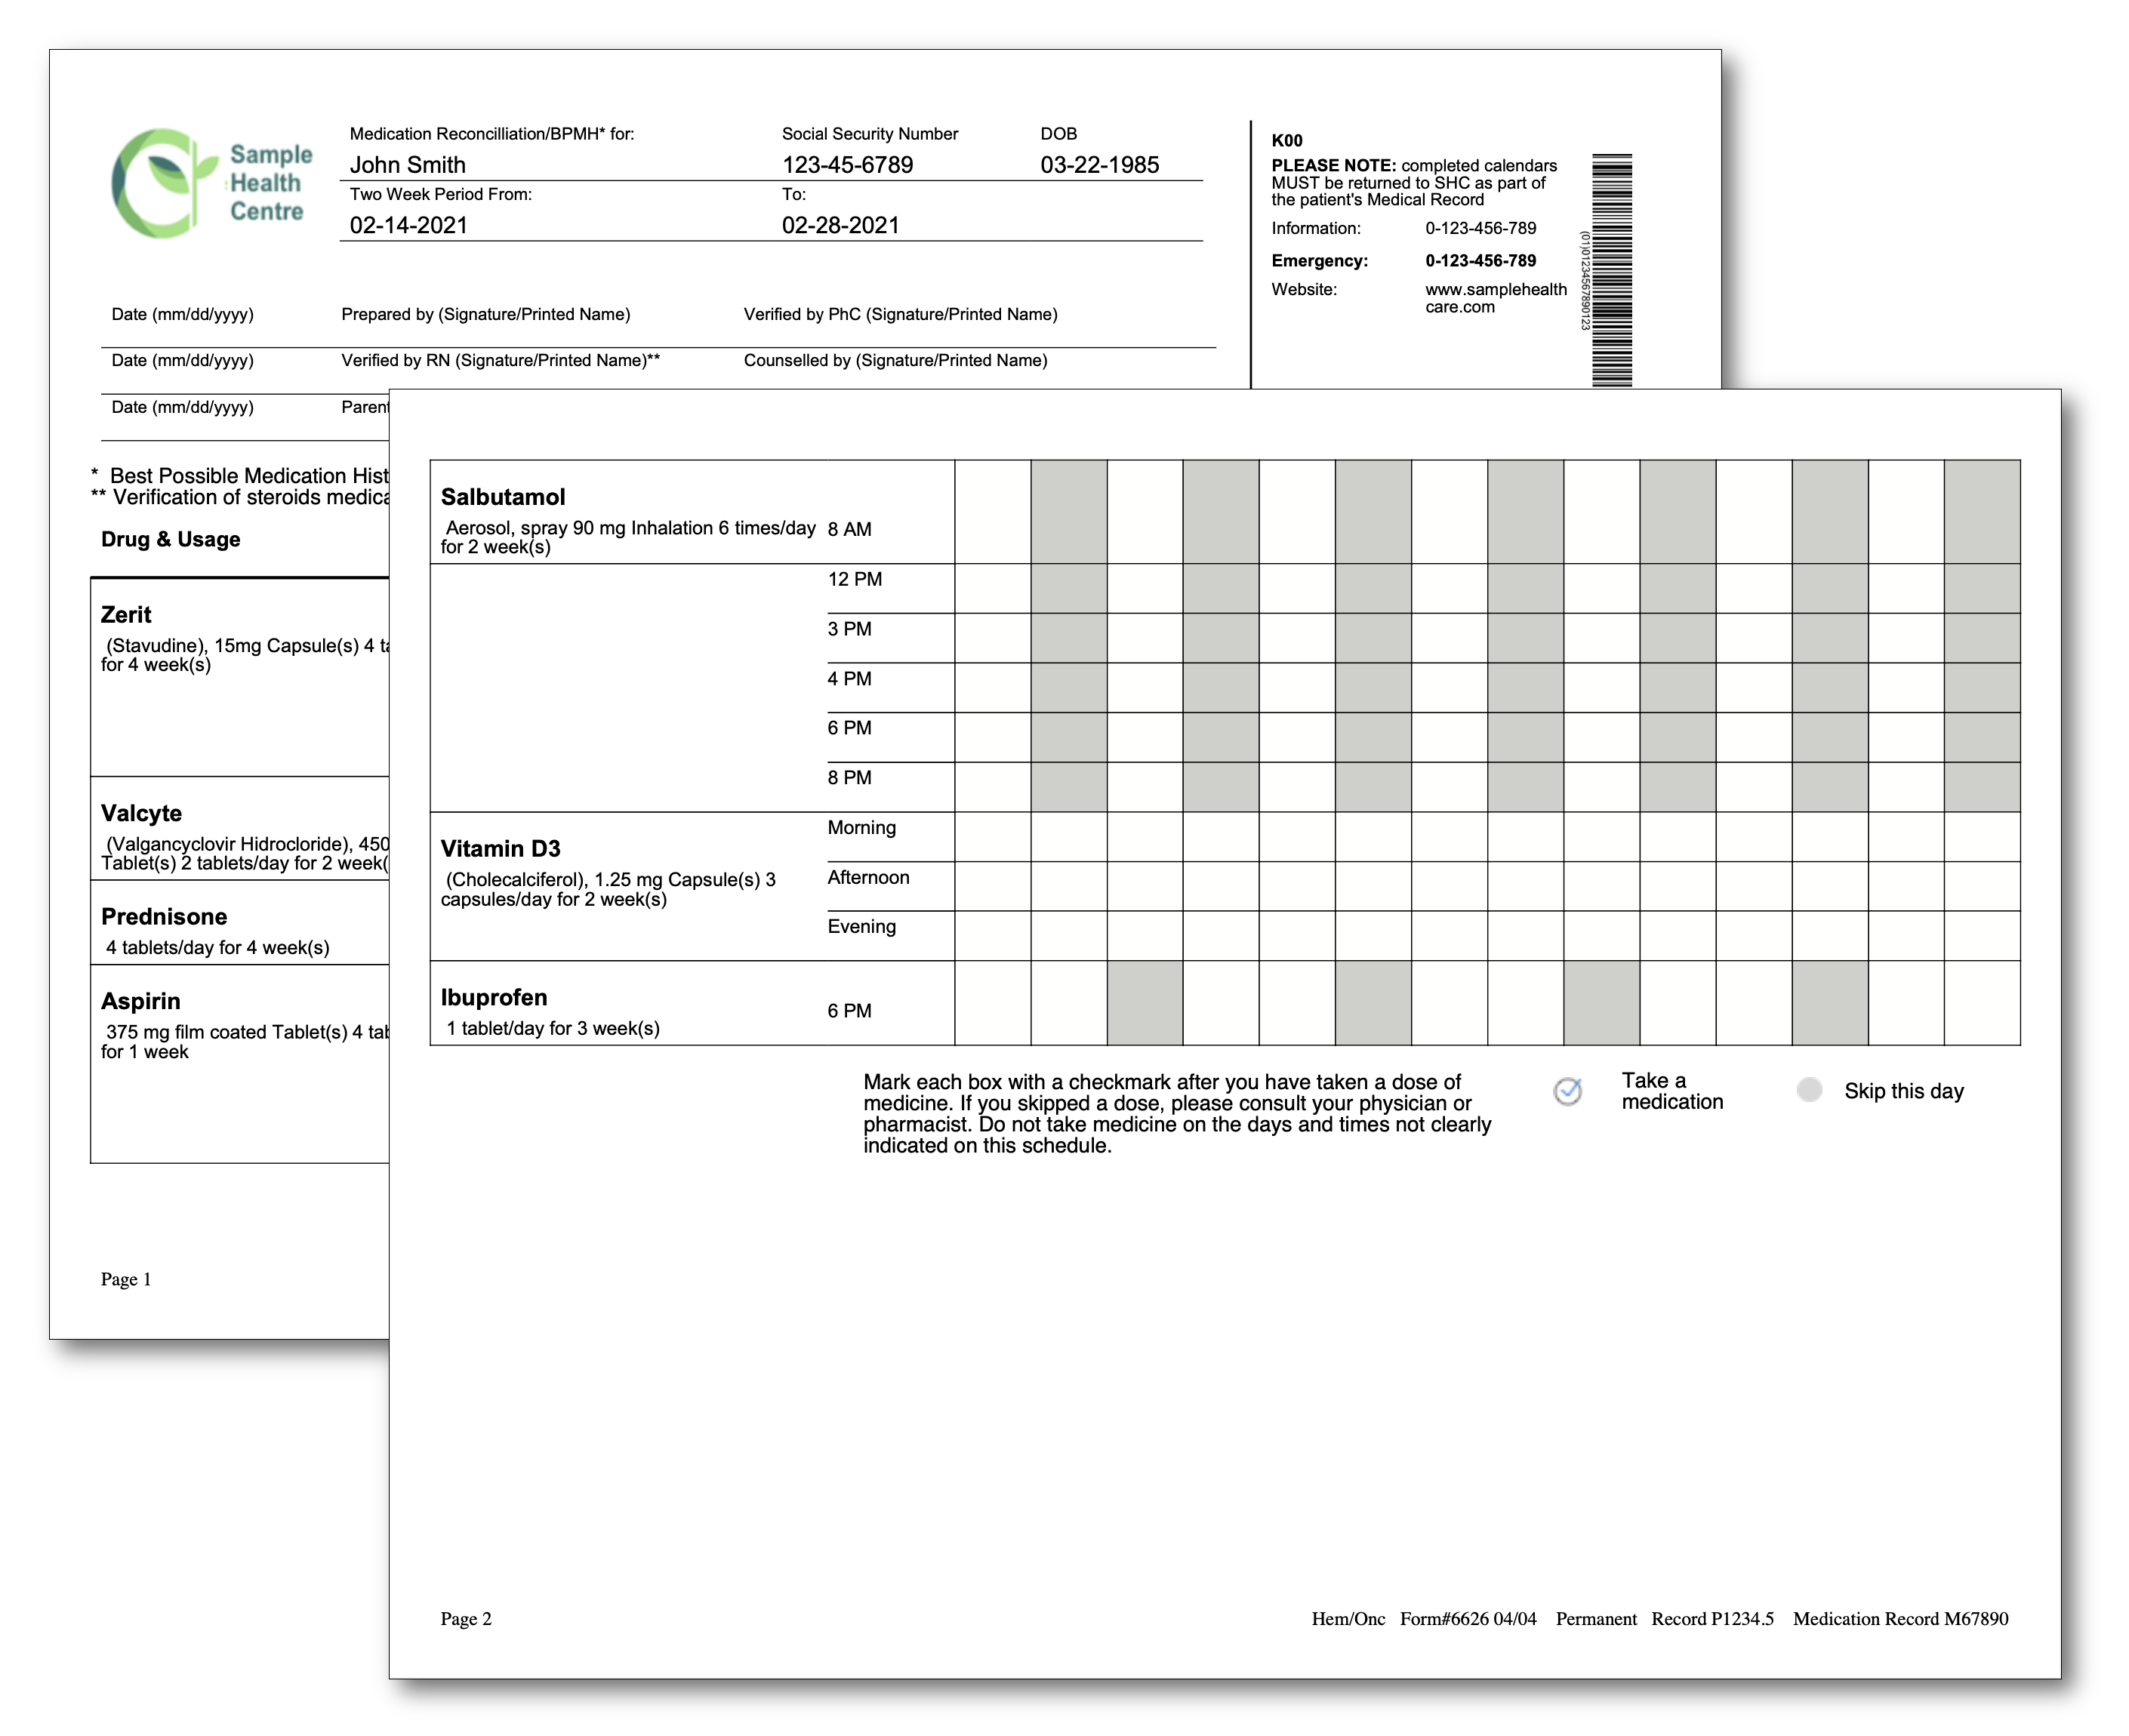 Sample
Health
Centre
Medication Reconcilliation/BPMH* for:
Social Security Number
DOB
John Smith
123-45-6789
03-22-1985
Two Week Period From:
To:
02-14-2021
02-28-2021
K00
PLEASE NOTE: completed calendars
MUST be returned to SHC as part of
the patient's Medical Record
Information: 0-123-456-789
Emergency: 0-123-456-789
Website: www.samplehealth
care.com
(01)01234567890123
Date (mm/dd/yyyy)
Prepared by (Signature/Printed Name)
Verified by PhC (Signature/Printed Name)
Date (mm/dd/yyyy)
Verified by RN (Signature/Printed Name)**
Counselled by (Signature/Printed Name)
Date (mm/dd/yyyy)
Paren
* Best Possible Medication Hist
** Verification of steroids medica
Drug & Usage
Zerit
(Stavudine), 15mg Capsule(s) 4 ta
for 4 week(s)
Valcyte
(Valgancyclovir Hidrocloride), 450
Tablet(s) 2 tablets/day for 2 week(
Prednisone
4 tablets/day for 4 week(s)
Aspirin
375 mg film coated Tablet(s) 4 tab
for 1 week
Page 1
Salbutamol
Aerosol, spray 90 mg Inhalation 6 times/day
for 2 week(s)
8 AM
12 PM
3 PM
4 PM
6 PM
8 PM
Vitamin D3
(Cholecalciferol), 1.25 mg Capsule(s) 3
capsules/day for 2 week(s)
Morning
Afternoon
Evening
Ibuprofen
1 tablet/day for 3 week(s)
6 PM
Mark each box with a checkmark after you have taken a dose of
medicine. If you skipped a dose, please consult your physician or
pharmacist. Do not take medicine on the days and times not clearly
indicated on this schedule.
Take a
medication
Skip this day
Page 2
Hem/Onc Form#6626 04/04 Permanent Record P1234.5 Medication Record M67890